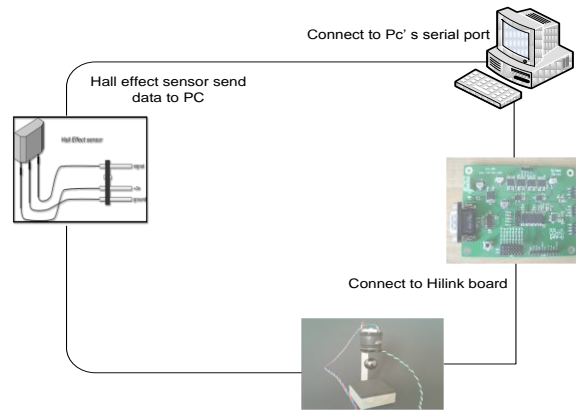 Connect to Pc' s serial port
Hall effect sensor send
data to PC
Hall Effect sensor
ground
Connect to Hilink board